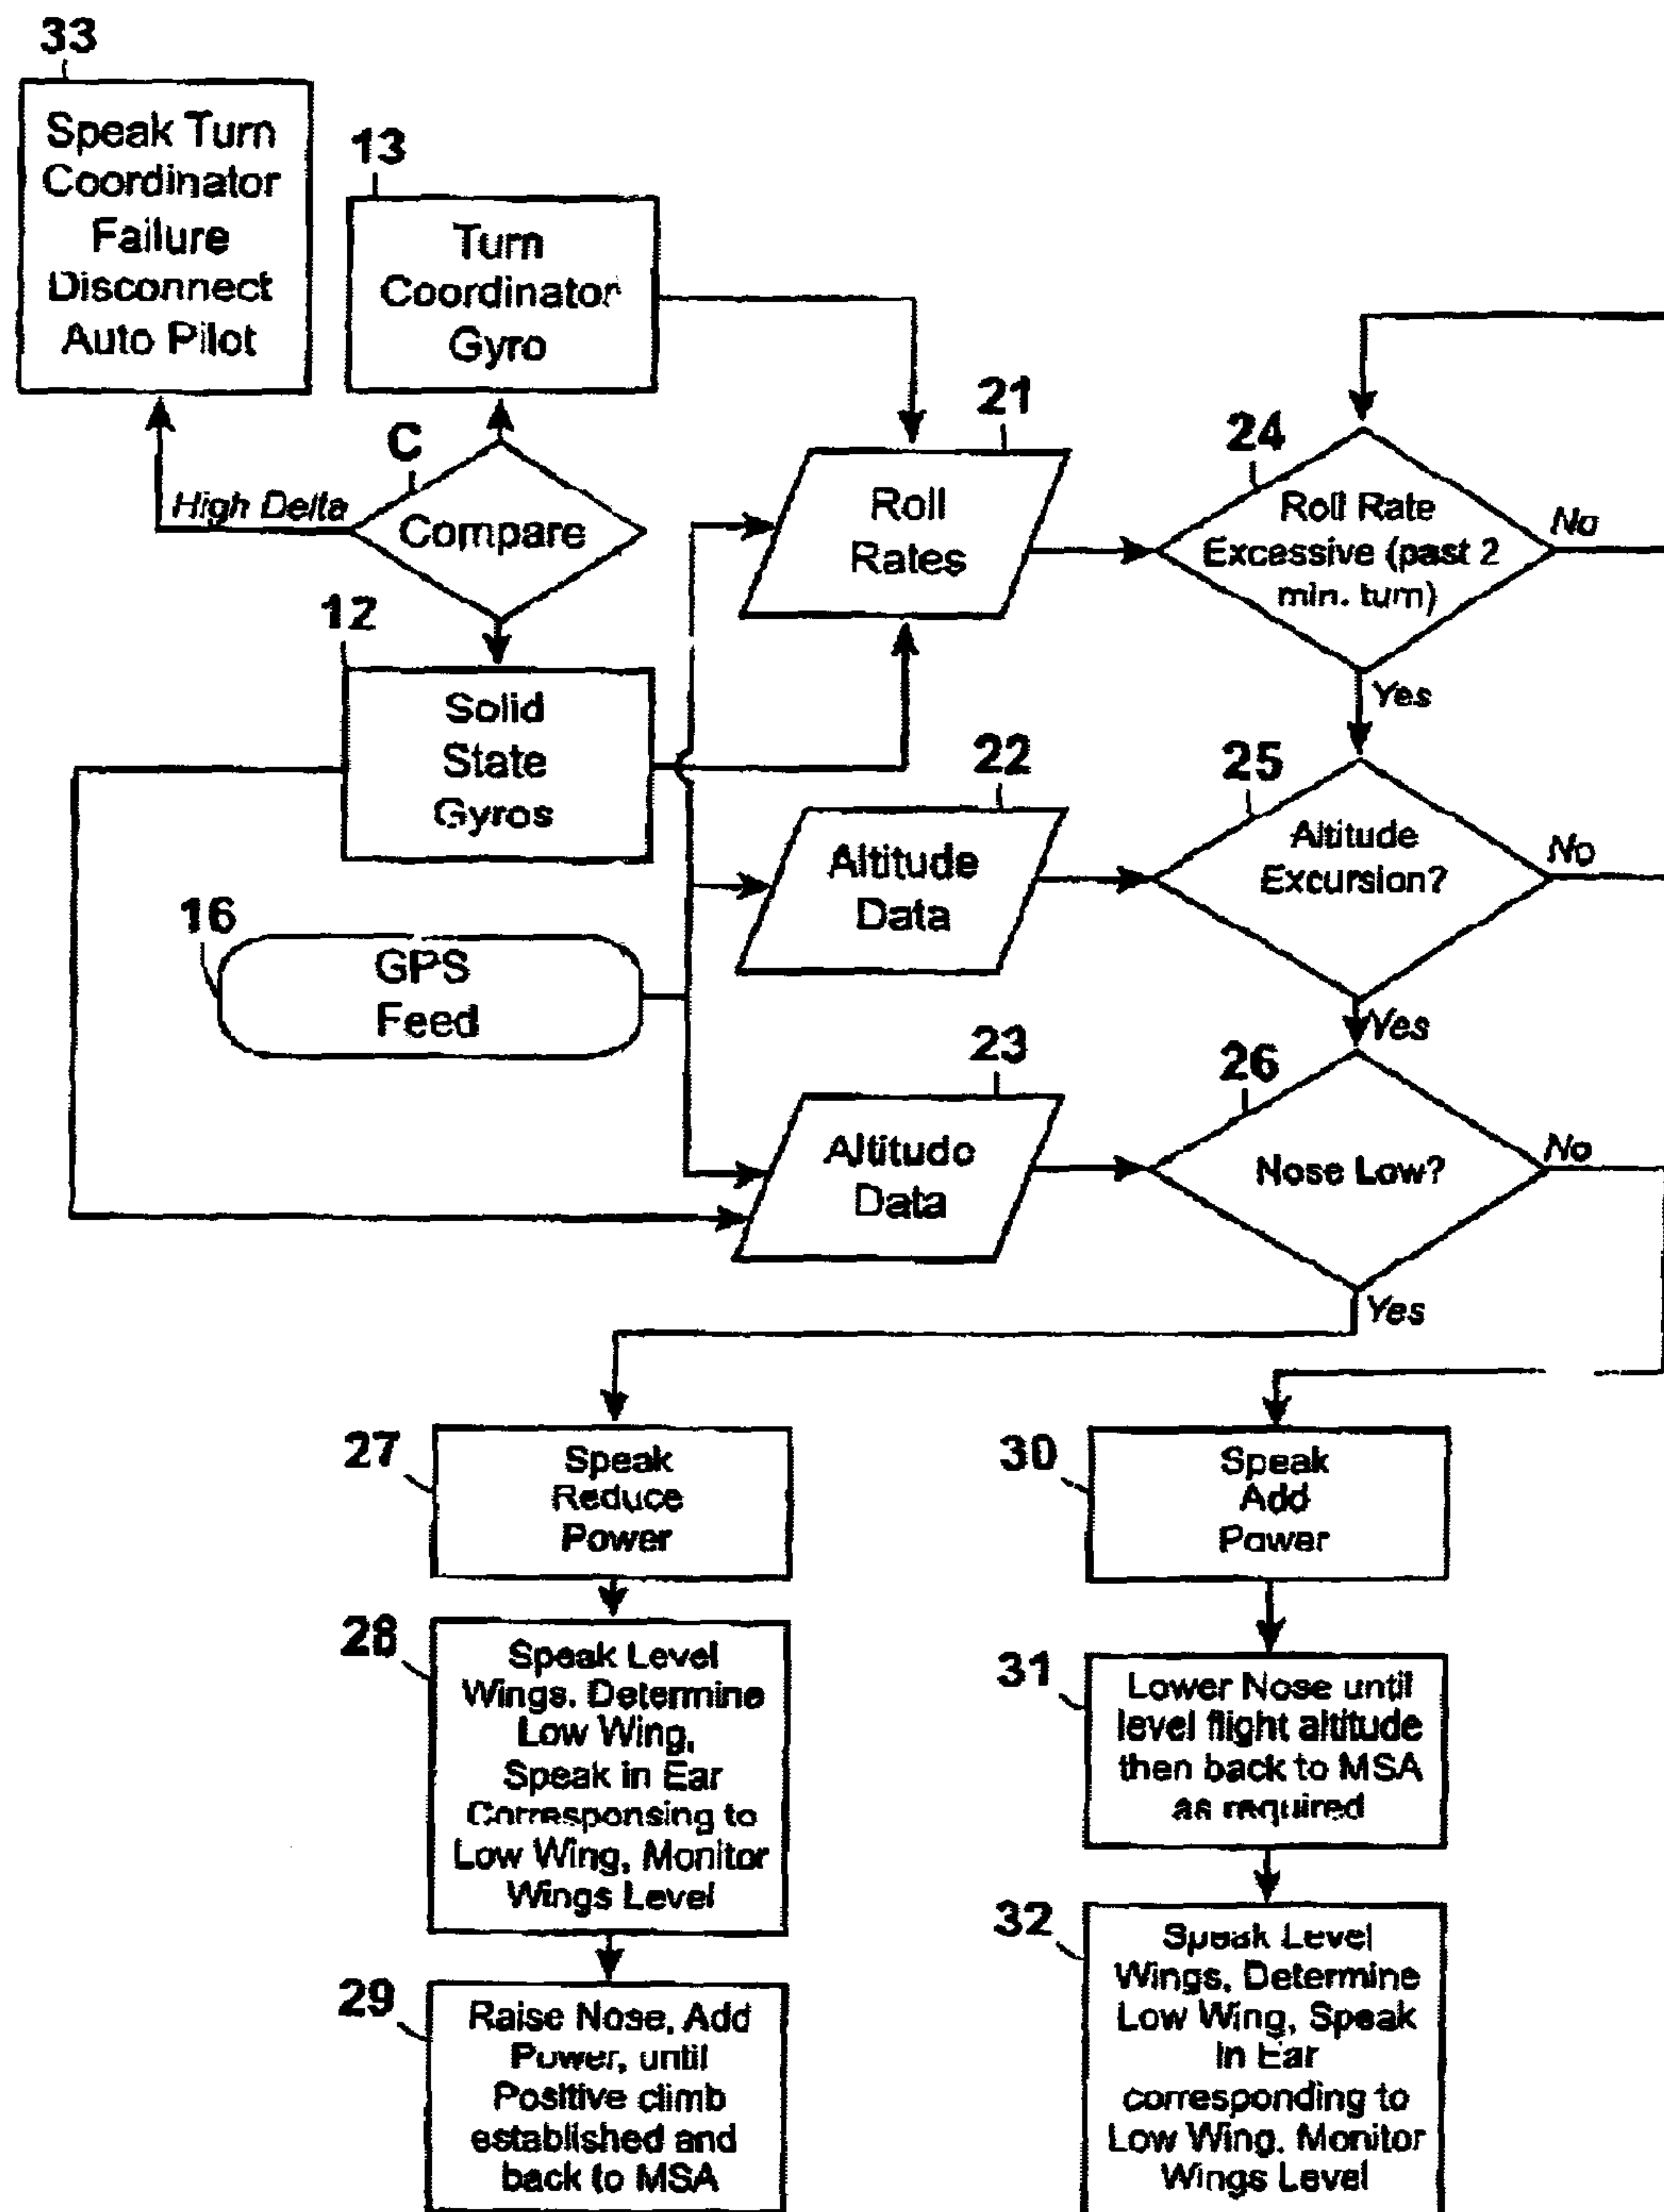 33
Speak Turn
Coordinator
Failure
Disconnect
Auto Pilot
13
Turn
Coordinator
Gyro
C
High Delta
Compare
12
Solid
State
Gyros
16
GPS
Feed
21
Roll
Rates
22
Altitude
Data
23
Altitudo
Data
24
Roll Rate
Excessive (past 2
min. turn)
No
Yes
25
Altitude
Excursion?
No
Yes
26
Nose Low?
No
Yes
27
Speak
Reduce
Power
28
Speak Level
Wings. Determine
Low Wing,
Speak in Ear
Corresponsing to
Low Wing, Monitor
Wings Level
29
Raise Nose, Add
Power, until
Positive climb
established and
back to MSA
30
Speak
Add
Power
31
Lower Nose until
level flight altitude
then back to MSA
as required
32
Speak Level
Wings, Determine
Low Wing, Speak
in Ear
corresponding to
Low Wing. Monitor
Wings Level